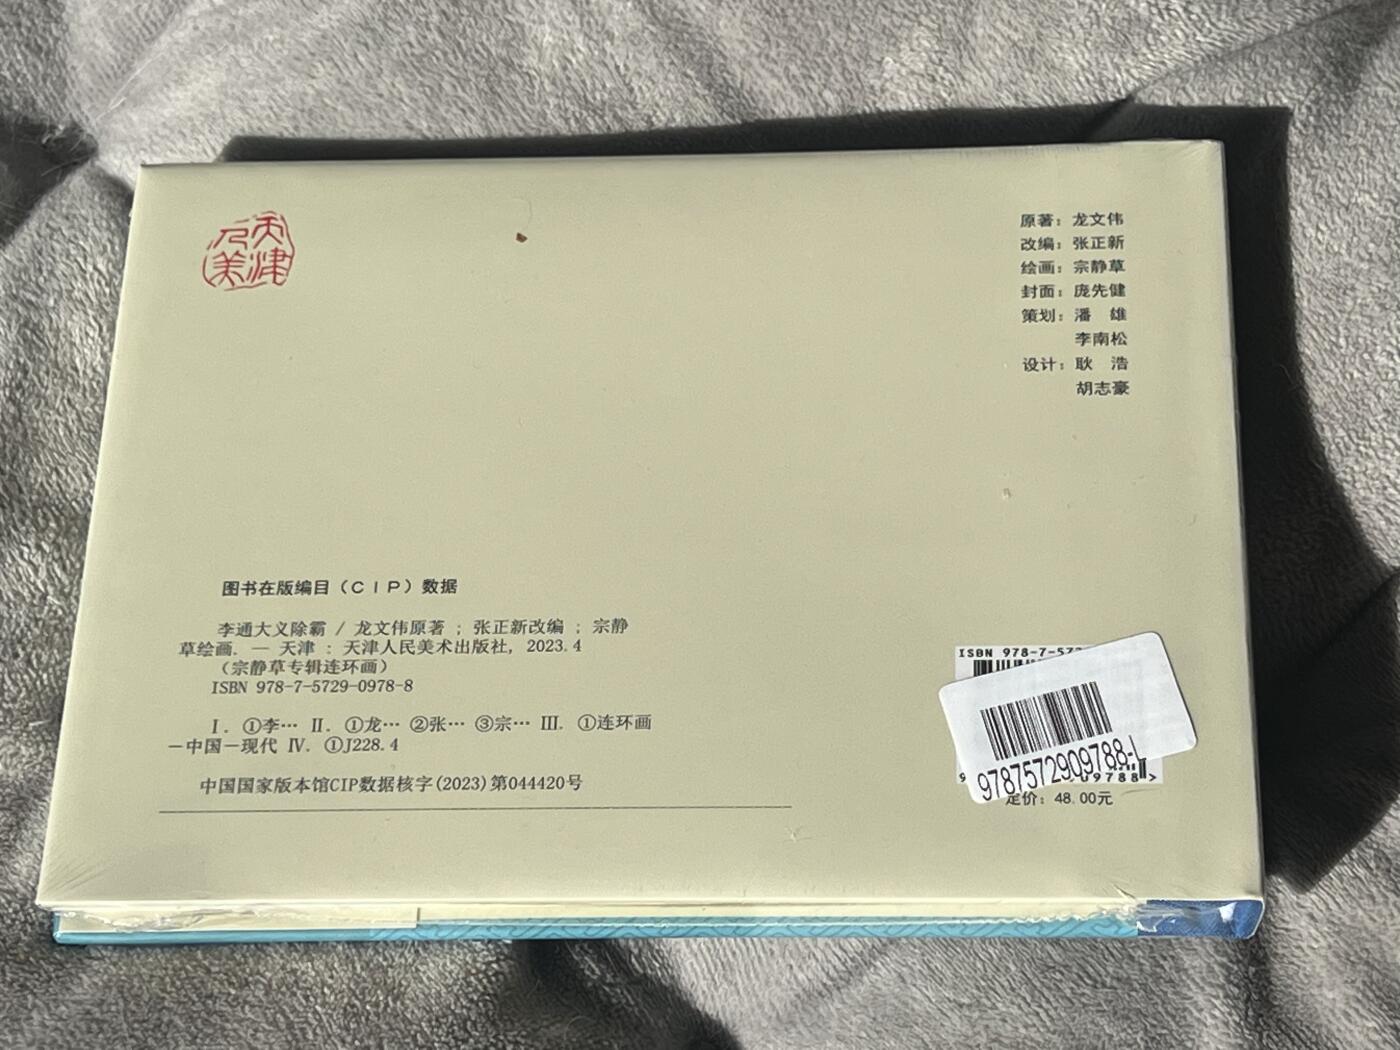 天津
人美
原著：龙文伟
改编：张正新
绘画：宗静草
封面：庞先健
策划：潘　雄
李南松
设计：耿　浩
胡志豪
图书在版编目（CIP）数据
李通大义除霸 / 龙文伟原著 ; 张正新改编 ; 宗静
草绘画. — 天津 : 天津人民美术出版社, 2023.4
（宗静草专辑连环画）
ISBN 978-7-5729-0978-8
Ⅰ. ①李… Ⅱ. ①龙… ②张… ③宗… Ⅲ. ①连环画
－中国－现代 Ⅳ. ①J228.4
中国国家版本馆CIP数据核字(2023)第044420号
ISBN 978-7-57
9787572909788-L
9788 >
定价：48.00元